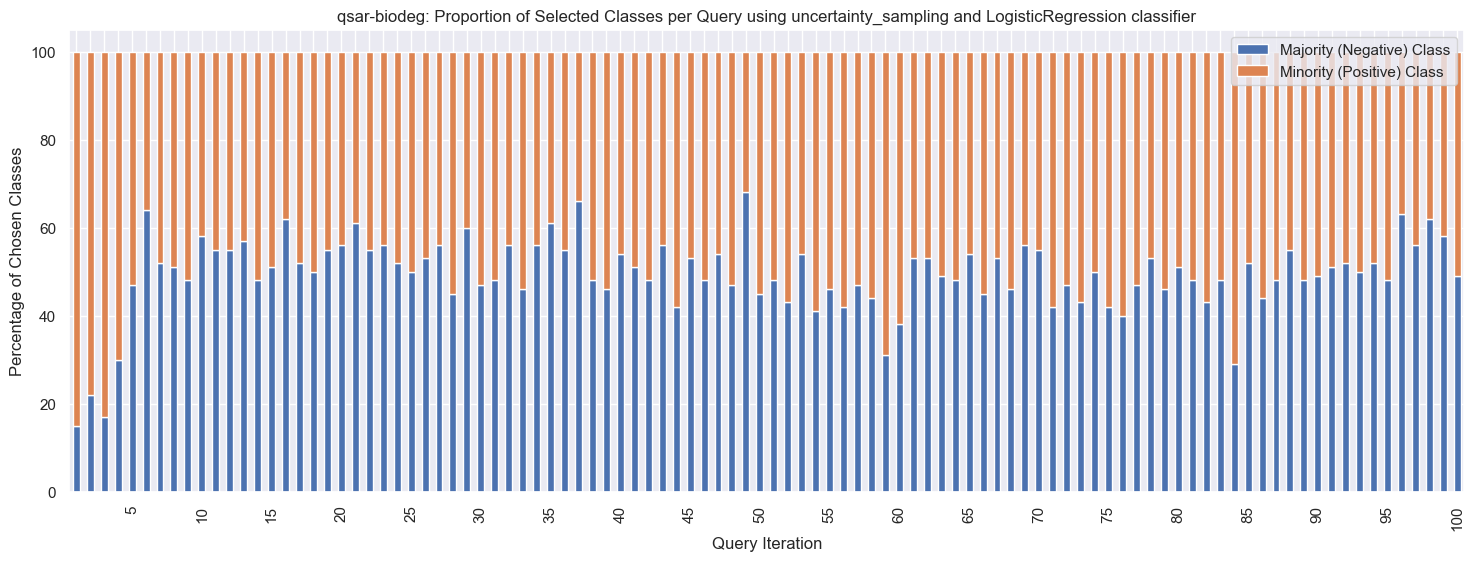 qsar-biodeg: Proportion of Selected Classes per Query using uncertainty_sampling and LogisticRegression classifier
Majority (Negative) Class
Minority (Positive) Class
Percentage of Chosen Classes
100
80
60
40
20
0
5 10 15 20 25 30 35 40 45 50 55 60 65 70 75 80 85 90 95 100
Query Iteration